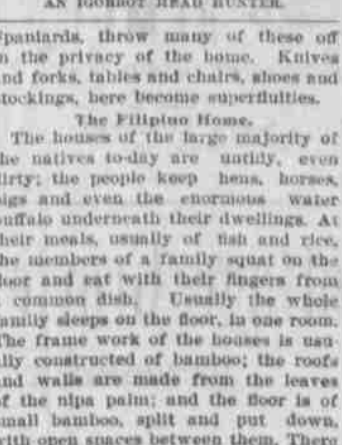 AN IGORROT HEAD HUNTER.
Spaniards, throw many of these off
in the privacy of the home. Knives
and forks, tables and chairs, shoes and
stockings, here become superfluities.
The Filipino Home.
The houses of the large majority of
the natives to-day are untidy, even
dirty; the people keep hens, horses,
pigs and even the enormous water
buffalo underneath their dwellings. At
their meals, usually of fish and rice,
the members of a family squat on the
floor and eat with their fingers from
a common dish. Usually the whole
family sleeps on the floor, in one room.
The frame work of the houses is usu-
ally constructed of bamboo; the roofs
and walls are made from the leaves
of the nipa palm; and the floor is of
small bamboo, split and put down,
with open spaces between them. There